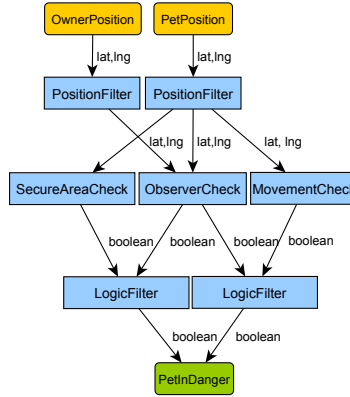 OwnerPosition PetPosition
lat,lng lat,lng
PositionFilter PositionFilter
lat,lng lat,lng lat, lng
SecureAreaCheck ObserverCheck MovementCheck
boolean boolean boolean boolean
LogicFilter LogicFilter
boolean boolean
PetInDanger